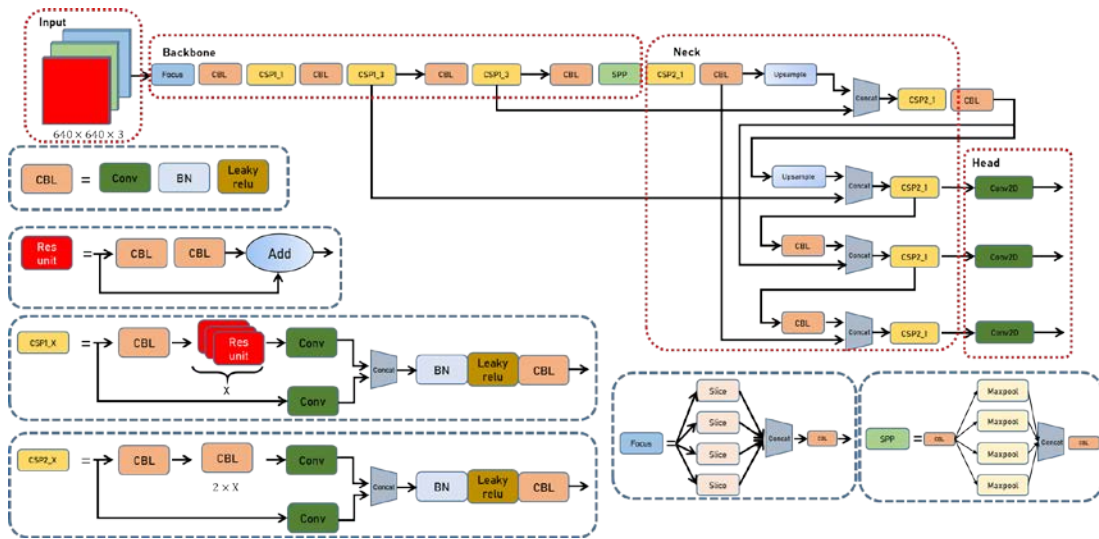 Input
640 × 640 × 3
Backbone
Focus CBL CSP1_1 CBL CSP1_3 CBL CSP1_3 CBL SPP
Neck
CSP2_1 CBL Upsample Concat CSP2_1 CBL
Upsample Concat CSP2_1
CBL Concat CSP2_1
CBL Concat CSP2_1
Head
Conv2D
Conv2D
Conv2D
CBL = Conv BN Leaky
relu
Res
unit
= CBL CBL Add
CSP1_X = CBL Res
unit
Conv
X
Conv
Concat BN Leaky
relu
CBL
CSP2_X = CBL CBL Conv
2 × X
Conv
Concat BN Leaky
relu
CBL
Focus =
Slice
Slice
Slice
Slice
Concat CBL
SPP = CBL
Maxpool
Maxpool
Maxpool
Maxpool
Concat CBL